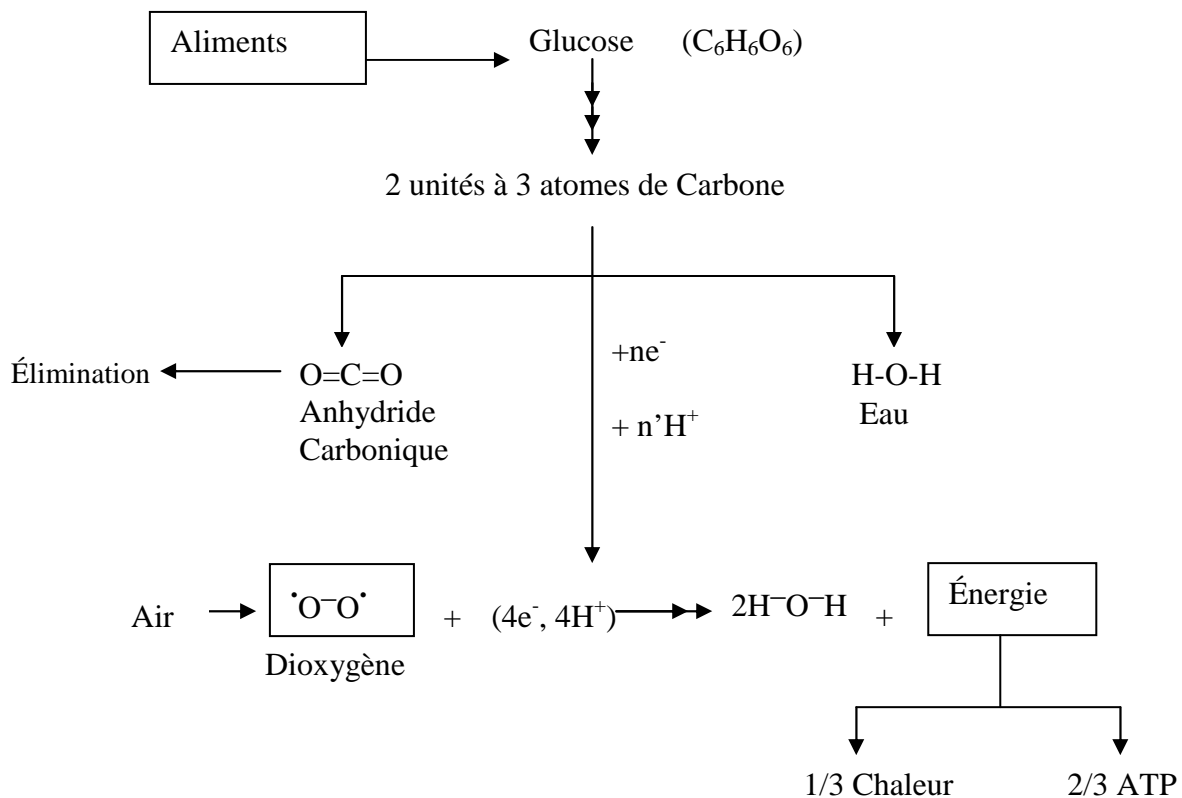 Aliments
Glucose (C₆H₆O₆)
2 unités à 3 atomes de Carbone
Élimination
O=C=O
Anhydride
Carbonique
+ne⁻
+ n’H⁺
H-O-H
Eau
Air
•O–O•
Dioxygène
+
(4e⁻, 4H⁺)
2H–O–H
+
Énergie
1/3 Chaleur
2/3 ATP